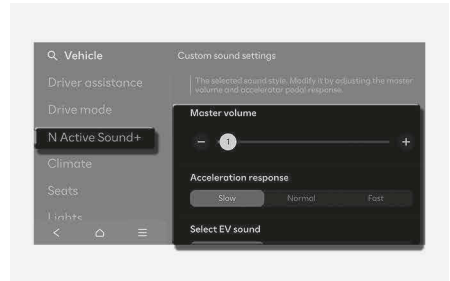 Vehicle
Driver assistance
Drive mode
N Active Sound+
Climate
Seats
Lights
Custom sound settings
The selected sound style. Modify it by adjusting the master
volume and accelerator pedal response.
Master volume
1
Acceleration response
Slow Normal Fast
Select EV sound